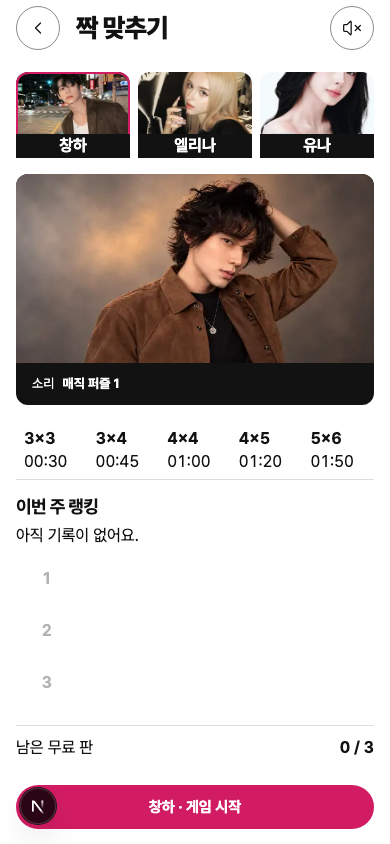 짝 맞추기
창하
엘리나
유나
소리 매직 퍼즐 1
3×3 3×4 4×4 4×5 5×6
00:30 00:45 01:00 01:20 01:50
이번 주 랭킹
아직 기록이 없어요.
1
2
3
남은 무료 판 0 / 3
N
창하 · 게임 시작